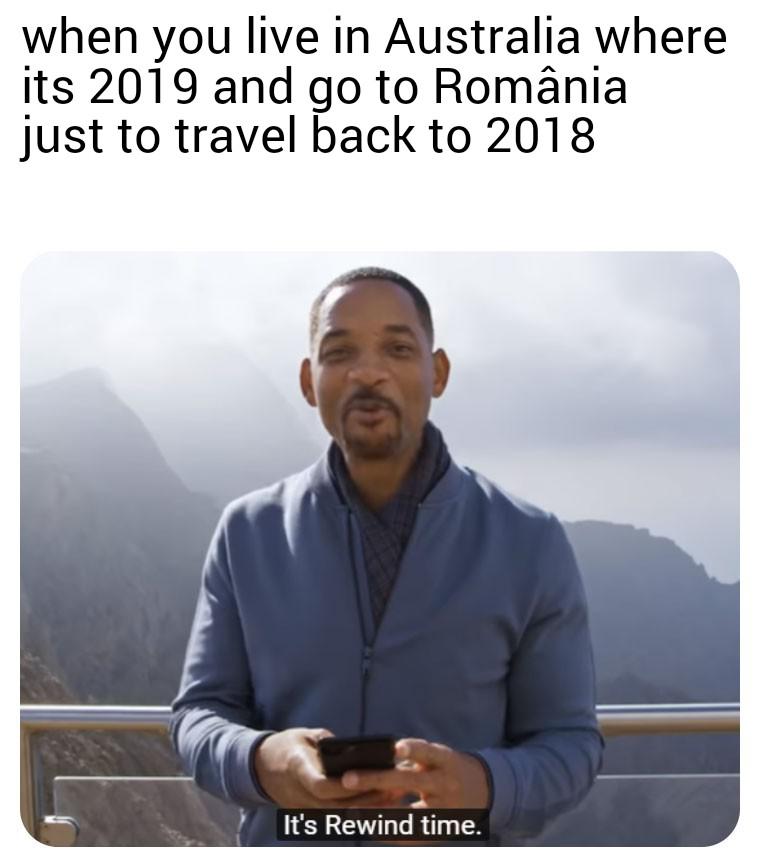 when you live in Australia where
its 2019 and go to România
just to travel back to 2018
It's Rewind time.